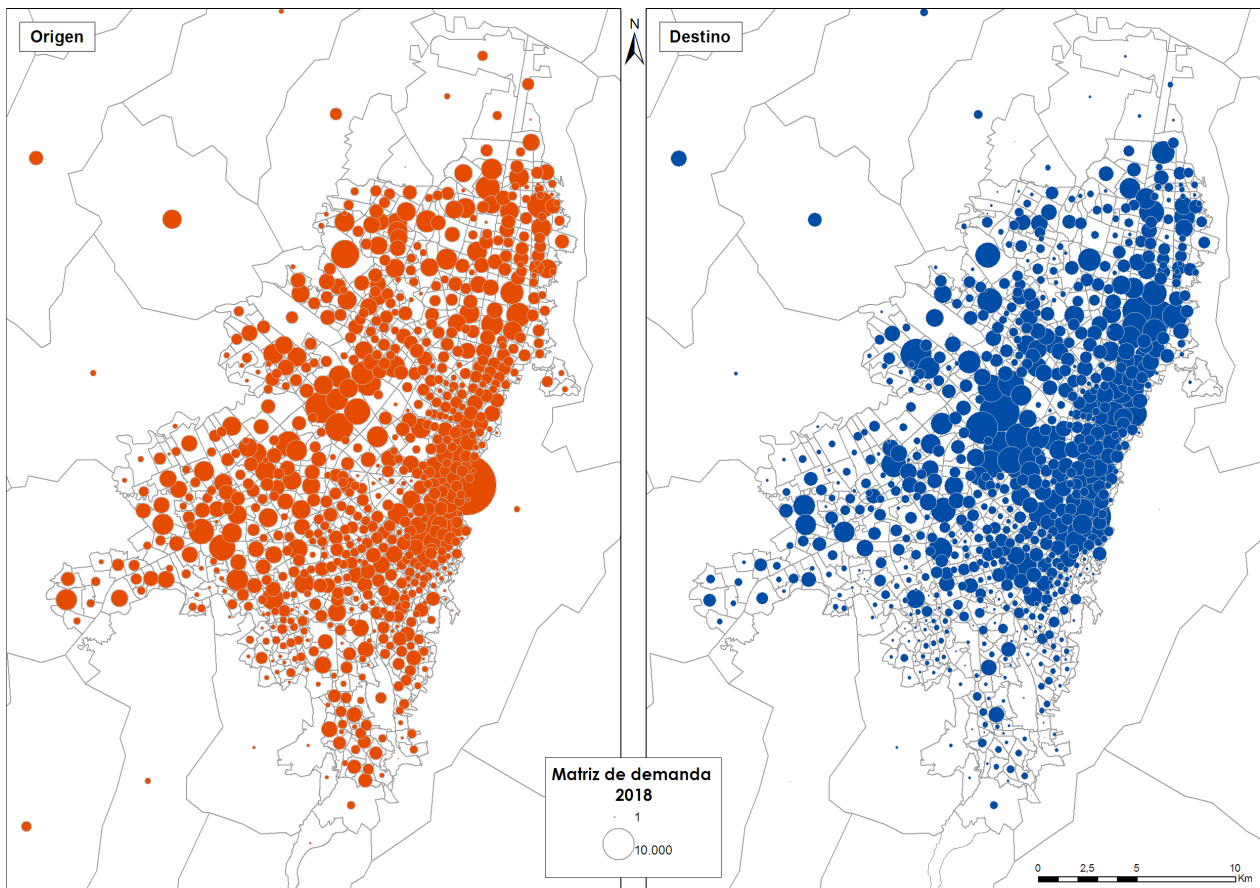 Origen
N
Destino
Matriz de demanda
2018
1
10.000
0 2,5 5 10
Km